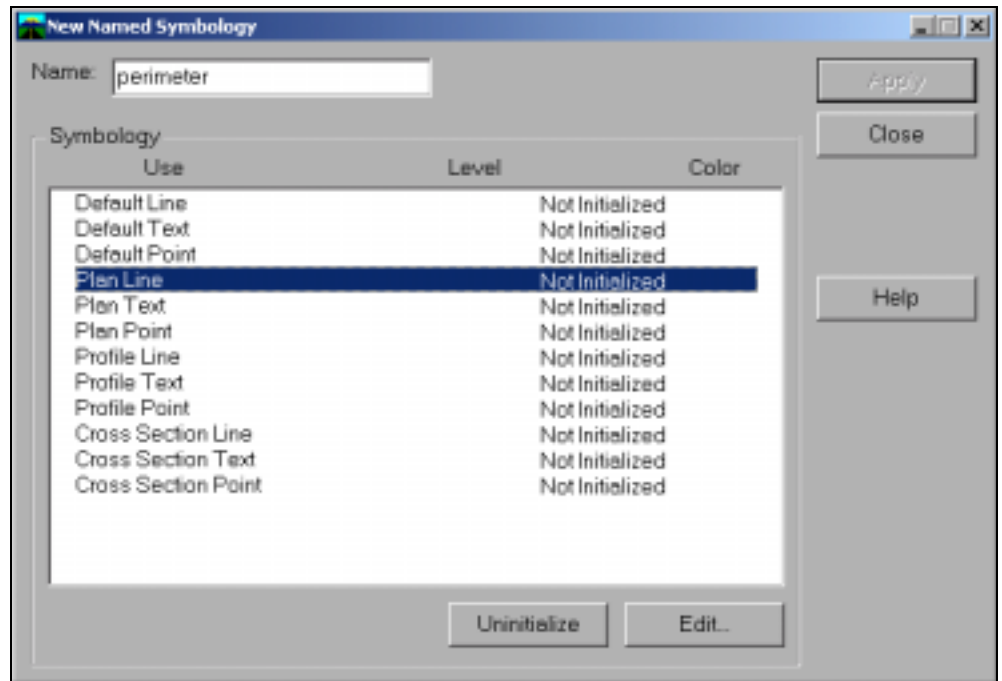 New Named Symbology
Name: perimeter
Apply
Close
Symbology
Use Level Color
Default Line Not Initialized
Default Text Not Initialized
Default Point Not Initialized
Plan Line Not Initialized
Plan Text Not Initialized
Plan Point Not Initialized
Profile Line Not Initialized
Profile Text Not Initialized
Profile Point Not Initialized
Cross Section Line Not Initialized
Cross Section Text Not Initialized
Cross Section Point Not Initialized
Help
Uninitialize Edit...